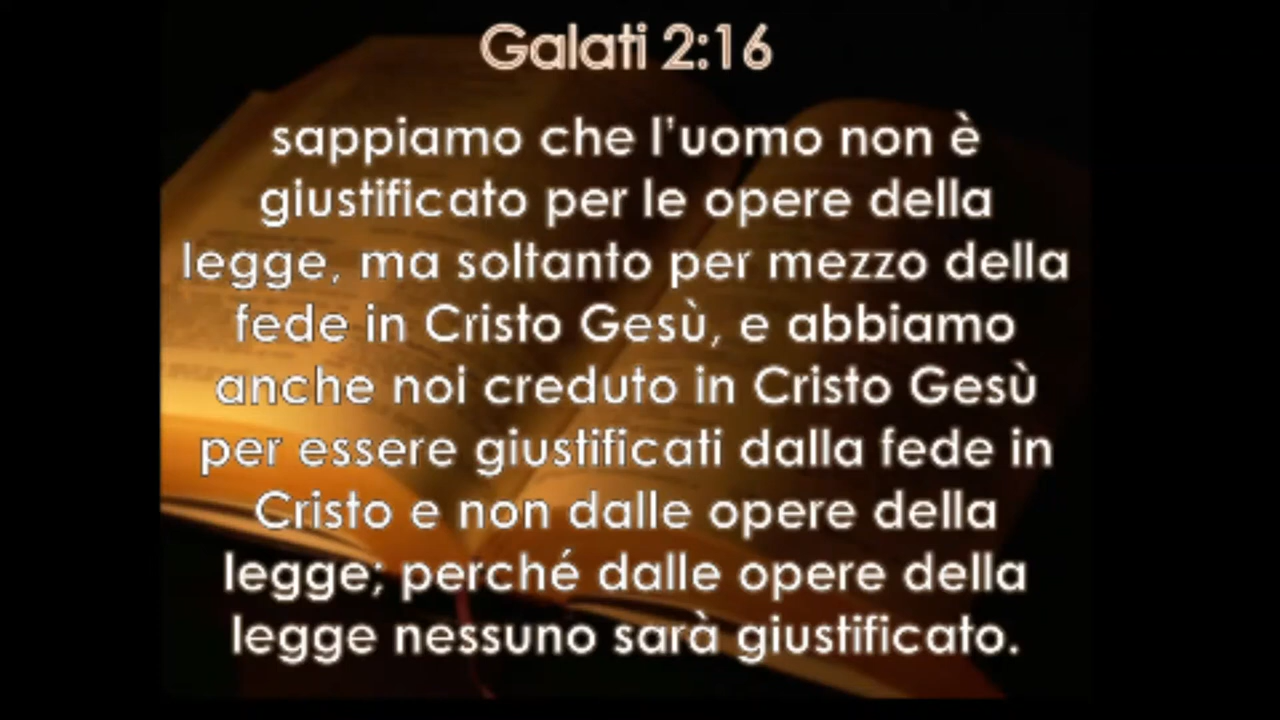 Galati 2:16
sappiamo che l'uomo non è
giustificato per le opere della
legge, ma soltanto per mezzo della
fede in Cristo Gesù, e abbiamo
anche noi creduto in Cristo Gesù
per essere giustificati dalla fede in
Cristo e non dalle opere della
legge; perché dalle opere della
legge nessuno sarà giustificato.